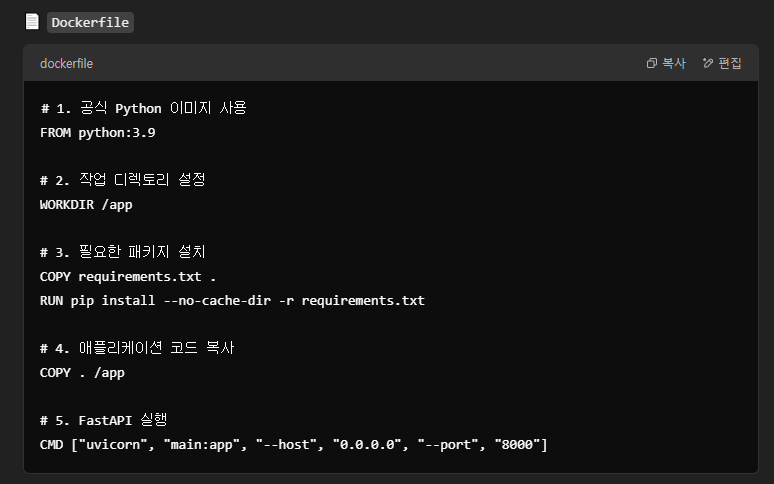 Dockerfile
dockerfile
복사
편집
# 1. 공식 Python 이미지 사용
FROM python:3.9
# 2. 작업 디렉토리 설정
WORKDIR /app
# 3. 필요한 패키지 설치
COPY requirements.txt .
RUN pip install --no-cache-dir -r requirements.txt
# 4. 애플리케이션 코드 복사
COPY . /app
# 5. FastAPI 실행
CMD ["uvicorn", "main:app", "--host", "0.0.0.0", "--port", "8000"]